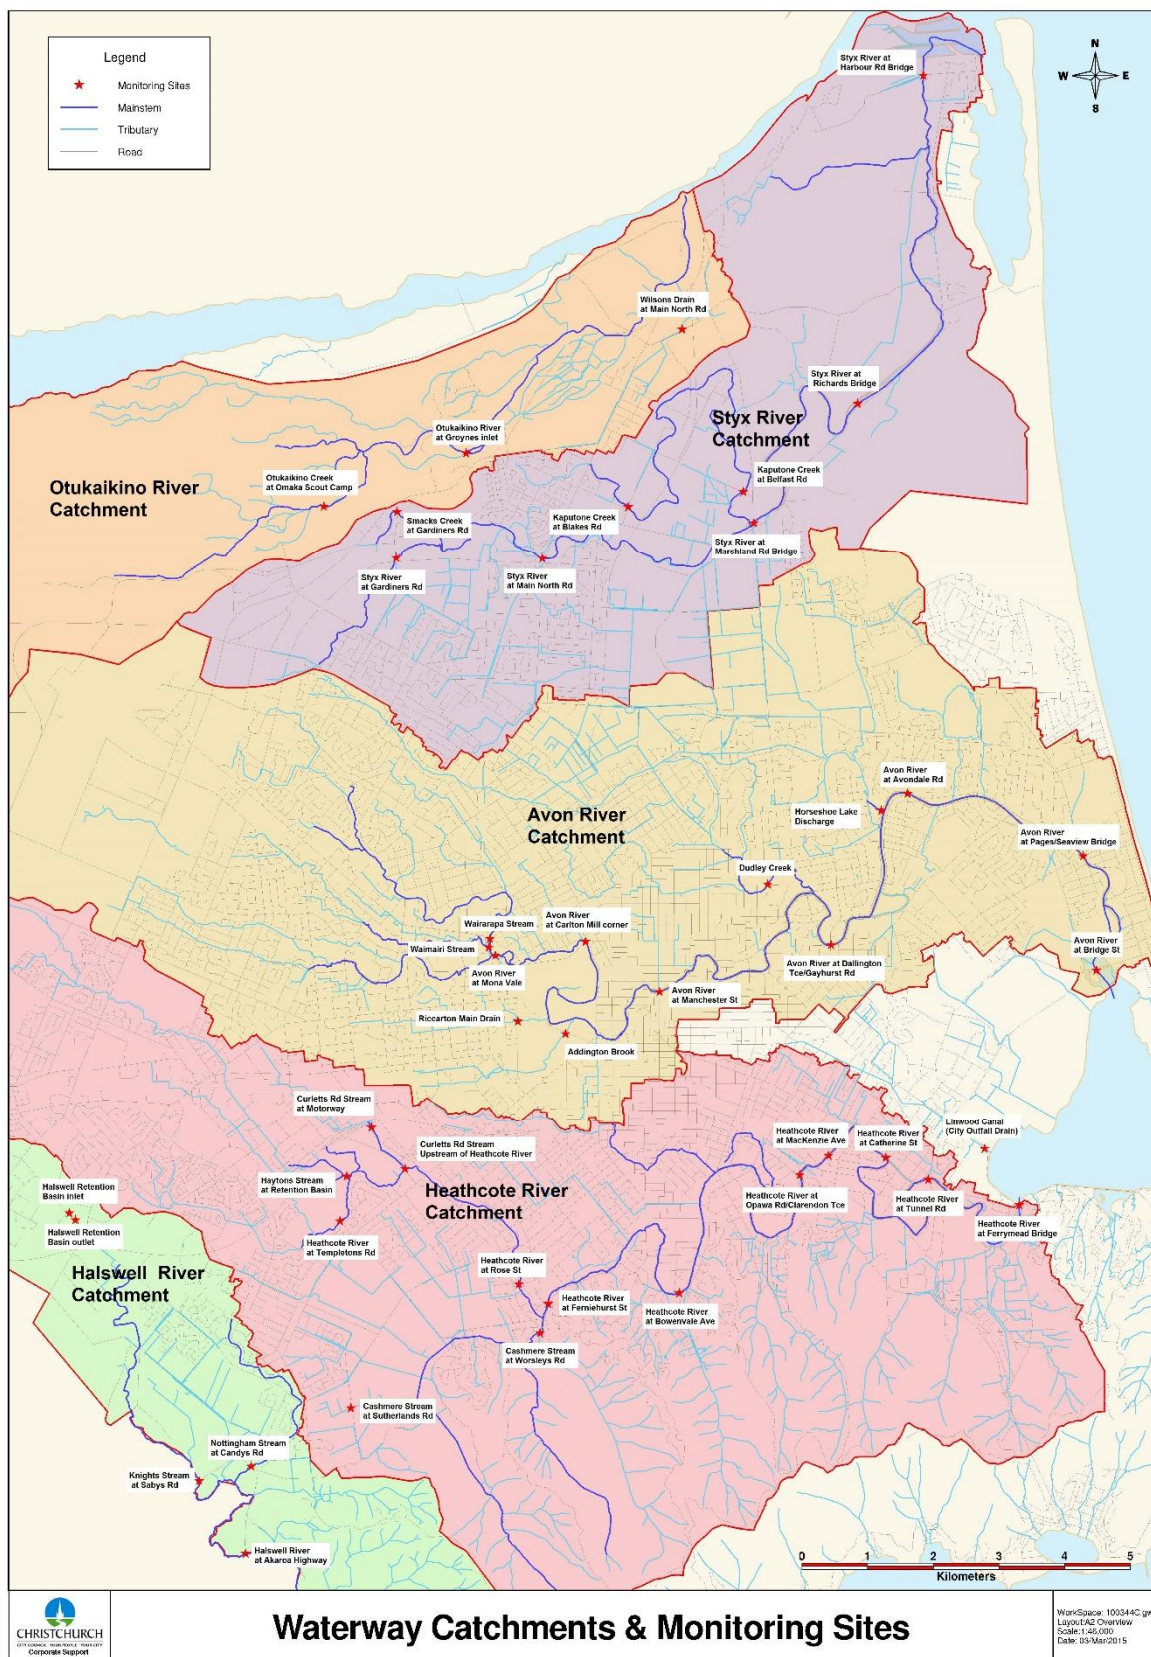 Legend
Monitoring Sites
Mainstem
Tributary
Road
N
W
E
S
Styx River at
Harbour Rd Bridge
Wilsons Drain
at Main North Rd
Styx River at
Richards Bridge
Styx River
Catchment
Otukaikino River
at Groynes inlet
Otukaikino Creek
at Omaka Scout Camp
Otukaikino River
Catchment
Kaputone Creek
at Belfast Rd
Smacks Creek
at Gardiners Rd
Kaputone Creek
at Blakes Rd
Styx River at
Marshland Rd Bridge
Styx River
at Gardiners Rd
Styx River
at Main North Rd
Avon River
at Avondale Rd
Horseshoe Lake
Discharge
Avon River
Catchment
Avon River
at Pages/Seaview Bridge
Dudley Creek
Avon River
at Carlton Mill corner
Wairarapa Stream
Waimairi Stream
Avon River
at Mona Vale
Avon River at Dallington
Tce/Gayhurst Rd
Avon River
at Bridge St
Avon River
at Manchester St
Riccarton Main Drain
Addington Brook
Curletts Rd Stream
at Motorway
Curletts Rd Stream
Upstream of Heathcote River
Heathcote River
at MacKenzie Ave
Heathcote River
at Catherine St
Linwood Canal
(City Outfall Drain)
Haytons Stream
at Retention Basin
Heathcote River
Catchment
Heathcote River at
Opawa Rd/Clarendon Tce
Heathcote River
at Tunnel Rd
Heathcote River
at Ferrymead Bridge
Halswell Retention
Basin inlet
Halswell Retention
Basin outlet
Heathcote River
at Templetons Rd
Halswell River
Catchment
Heathcote River
at Rose St
Heathcote River
at Ferniehurst St
Heathcote River
at Bowenvale Ave
Cashmere Stream
at Worsleys Rd
Cashmere Stream
at Sutherlands Rd
Nottingham Stream
at Candys Rd
Knights Stream
at Sabys Rd
Halswell River
at Akaroa Highway
0 1 2 3 4 5
Kilometers
CHRISTCHURCH
CITY COUNCIL · YOUR PEOPLE · YOUR CITY
Corporate Support
Waterway Catchments & Monitoring Sites
WorkSpace: 100344C.gw
Layout:A2 Overview
Scale:1:46,000
Date: 03/Mar/2015